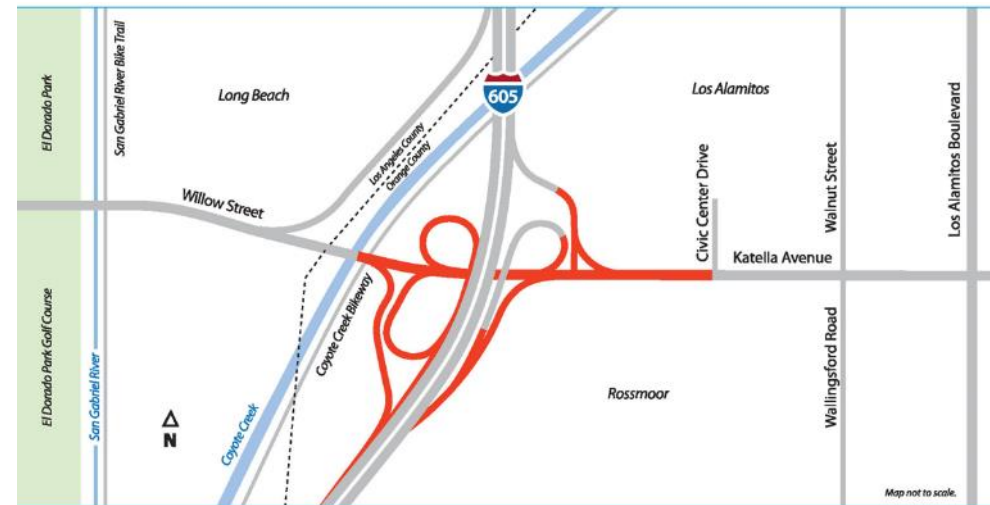 El Dorado Park
San Gabriel River Bike Trail
Long Beach
Los Angeles County
Orange County
605
Los Alamitos
Willow Street
Civic Center Drive
Walnut Street
Los Alamitos Boulevard
Katella Avenue
El Dorado Park Golf Course
San Gabriel River
Coyote Creek
Coyote Creek Bikeway
Rossmoor
Wallingsford Road
N
Map not to scale.